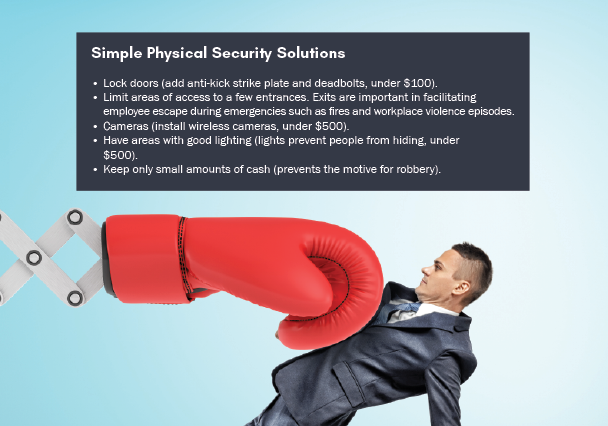 Simple Physical Security Solutions
• Lock doors (add anti-kick strike plate and deadbolts, under $100).
• Limit areas of access to a few entrances. Exits are important in facilitating
employee escape during emergencies such as fires and workplace violence episodes.
• Cameras (install wireless cameras, under $500).
• Have areas with good lighting (lights prevent people from hiding, under
$500).
• Keep only small amounts of cash (prevents the motive for robbery).